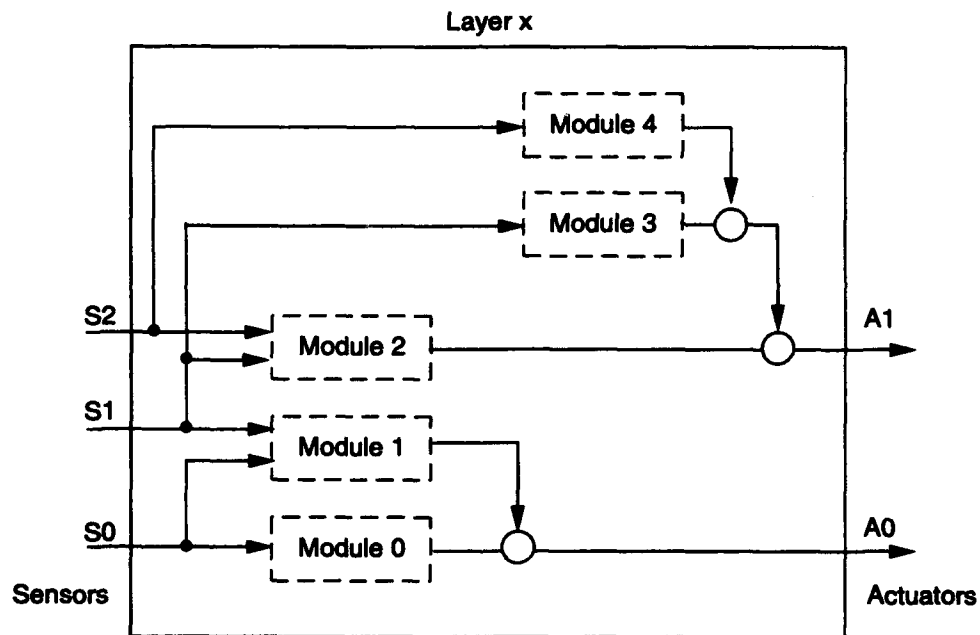 Layer x
Module 4
Module 3
S2
A1
Module 2
S1
Module 1
S0
A0
Module 0
Sensors
Actuators